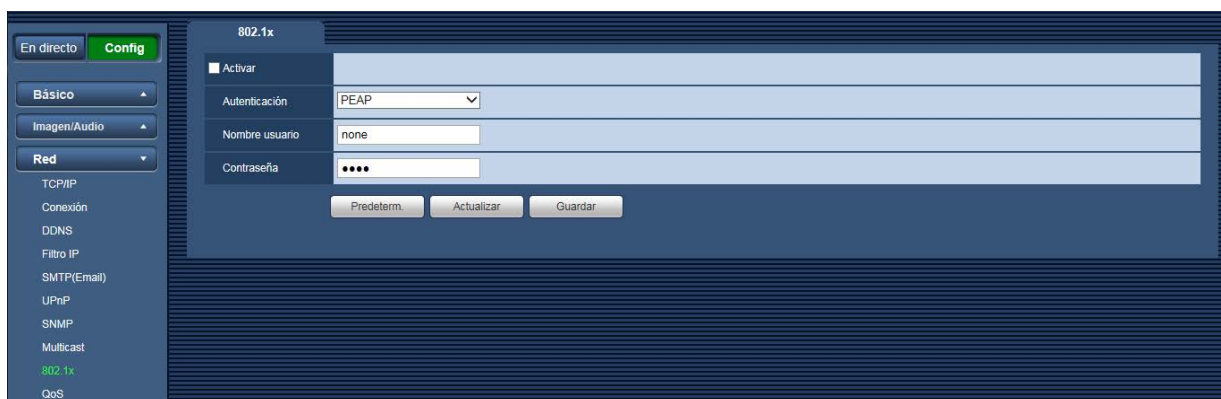 En directo Config
Básico
Imagen/Audio
Red
TCP/IP
Conexión
DDNS
Filtro IP
SMTP(Email)
UPnP
SNMP
Multicast
802.1x
QoS
802.1x
Activar
Autenticación PEAP
Nombre usuario none
Contraseña ••••
Predeterm. Actualizar Guardar